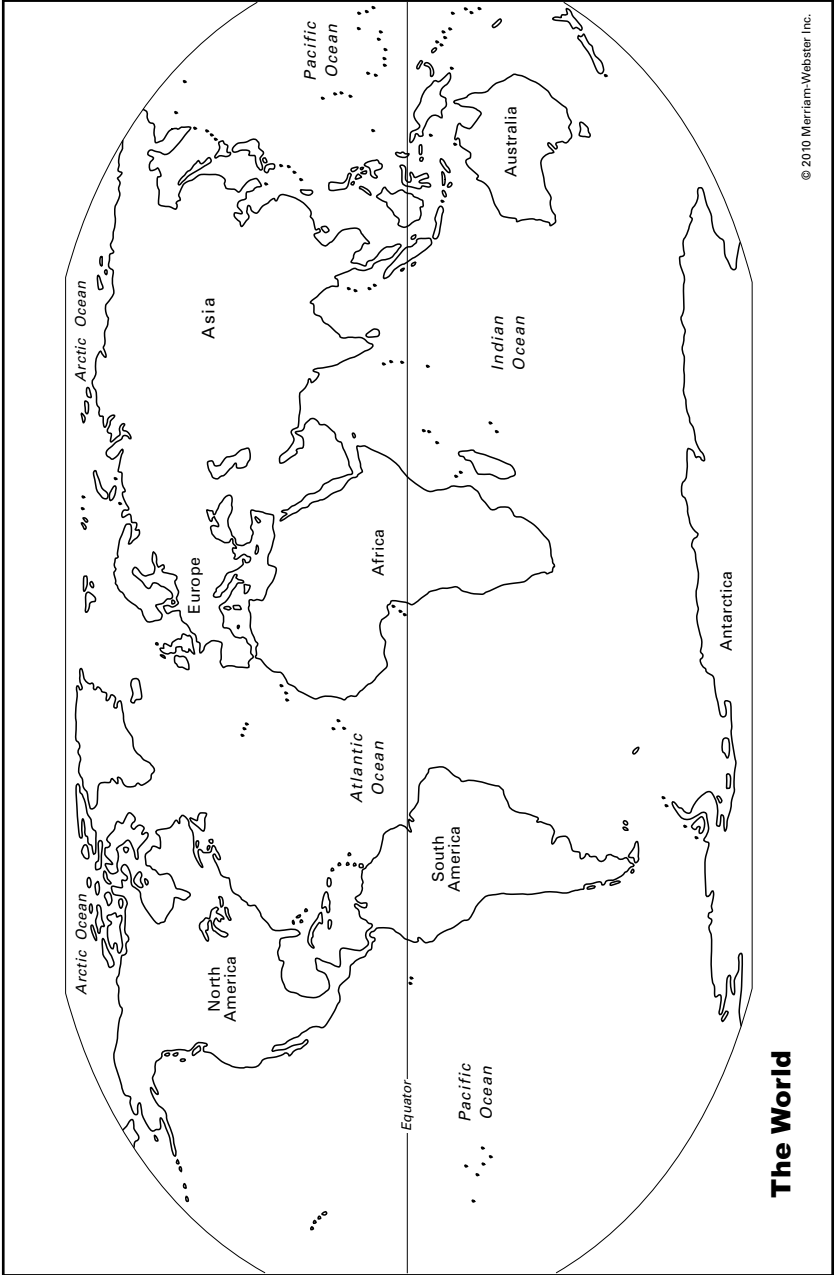 Arctic Ocean
Arctic Ocean
North
America
Europe
Asia
Pacific
Ocean
Atlantic
Ocean
Africa
Equator
Pacific
Ocean
South
America
Indian
Ocean
Australia
Antarctica
The World
© 2010 Merriam-Webster Inc.